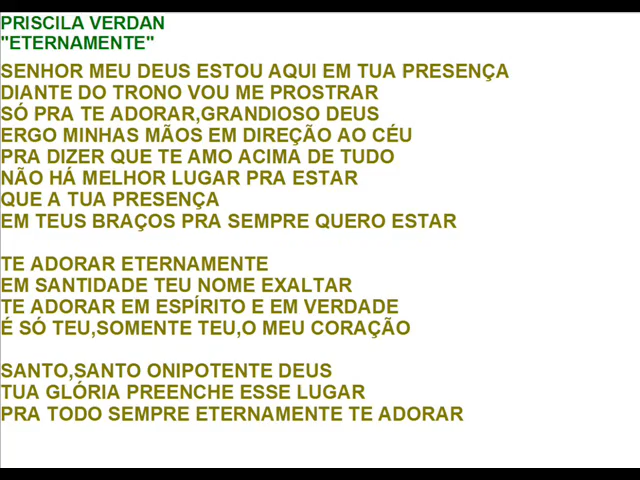 PRISCILA VERDAN
"ETERNAMENTE"
SENHOR MEU DEUS ESTOU AQUI EM TUA PRESENÇA
DIANTE DO TRONO VOU ME PROSTRAR
SÓ PRA TE ADORAR,GRANDIOSO DEUS
ERGO MINHAS MÃOS EM DIREÇÃO AO CÉU
PRA DIZER QUE TE AMO ACIMA DE TUDO
NÃO HÁ MELHOR LUGAR PRA ESTAR
QUE A TUA PRESENÇA
EM TEUS BRAÇOS PRA SEMPRE QUERO ESTAR
TE ADORAR ETERNAMENTE
EM SANTIDADE TEU NOME EXALTAR
TE ADORAR EM ESPÍRITO E EM VERDADE
É SÓ TEU,SOMENTE TEU,O MEU CORAÇÃO
SANTO,SANTO ONIPOTENTE DEUS
TUA GLÓRIA PREENCHE ESSE LUGAR
PRA TODO SEMPRE ETERNAMENTE TE ADORAR